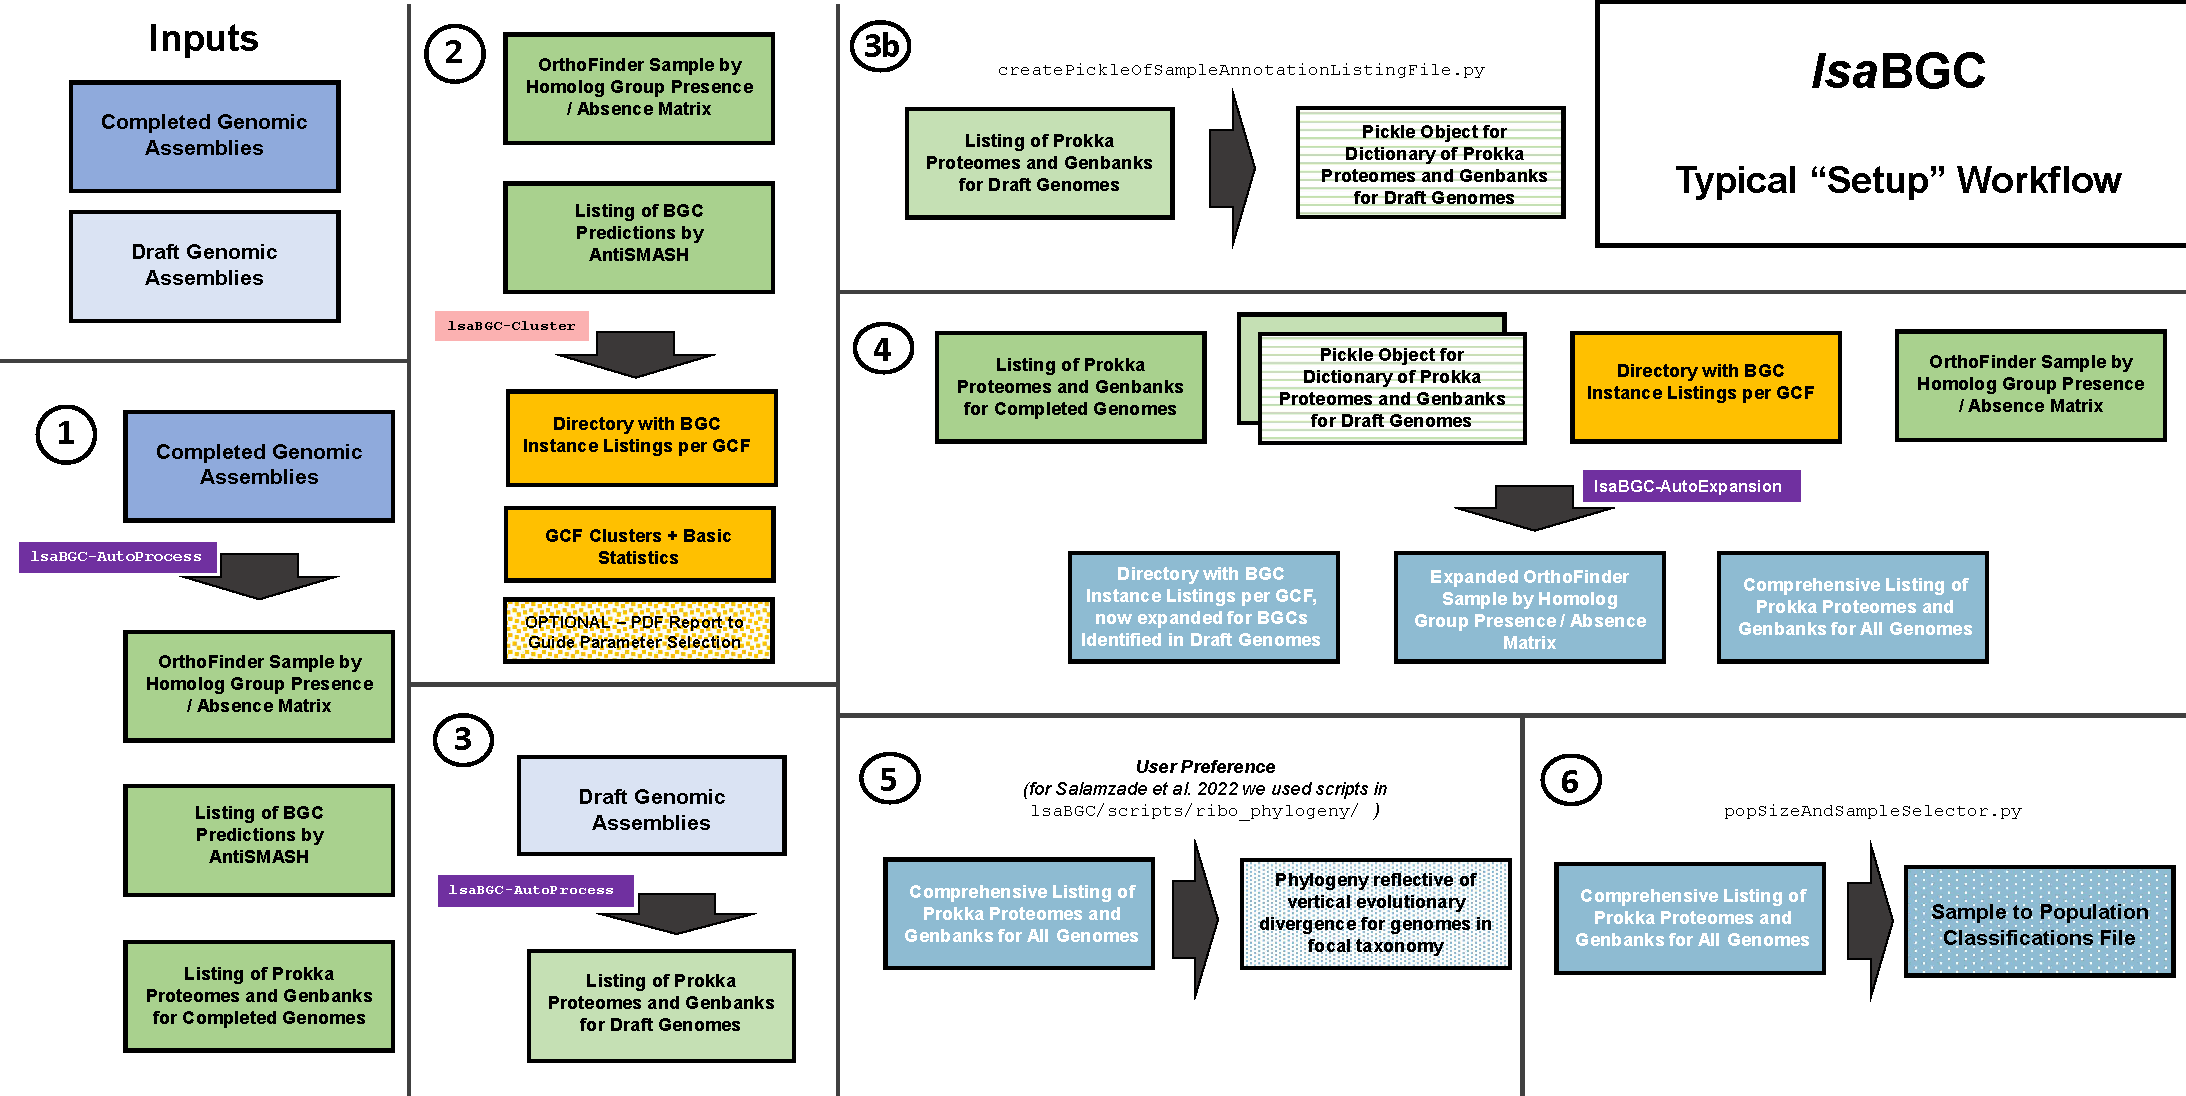 Inputs
Completed Genomic
Assemblies
Draft Genomic
Assemblies
1
Completed Genomic
Assemblies
lsaBGC-AutoProcess
OrthoFinder Sample by
Homolog Group Presence
/ Absence Matrix
Listing of BGC
Predictions by
AntiSMASH
Listing of Prokka
Proteomes and Genbanks
for Completed Genomes
2
OrthoFinder Sample by
Homolog Group Presence
/ Absence Matrix
Listing of BGC
Predictions by
AntiSMASH
lsaBGC-Cluster
Directory with BGC
Instance Listings per GCF
GCF Clusters + Basic
Statistics
OPTIONAL – PDF Report to
Guide Parameter Selection
3
Draft Genomic
Assemblies
lsaBGC-AutoProcess
Listing of Prokka
Proteomes and Genbanks
for Draft Genomes
3b
createPickleOfSampleAnnotationListingFile.py
Listing of Prokka
Proteomes and Genbanks
for Draft Genomes
Pickle Object for
Dictionary of Prokka
Proteomes and Genbanks
for Draft Genomes
lsaBGC
Typical “Setup” Workflow
4
Listing of Prokka
Proteomes and Genbanks
for Completed Genomes
Pickle Object for
Dictionary of Prokka
Proteomes and Genbanks
for Draft Genomes
Directory with BGC
Instance Listings per GCF
OrthoFinder Sample by
Homolog Group Presence
/ Absence Matrix
lsaBGC-AutoExpansion
Directory with BGC
Instance Listings per GCF,
now expanded for BGCs
Identified in Draft Genomes
Expanded OrthoFinder
Sample by Homolog
Group Presence / Absence
Matrix
Comprehensive Listing of
Prokka Proteomes and
Genbanks for All Genomes
5
User Preference
(for Salamzade et al. 2022 we used scripts in
lsaBGC/scripts/ribo_phylogeny/ )
Comprehensive Listing of
Prokka Proteomes and
Genbanks for All Genomes
Phylogeny reflective of
vertical evolutionary
divergence for genomes in
focal taxonomy
6
popSizeAndSampleSelector.py
Comprehensive Listing of
Prokka Proteomes and
Genbanks for All Genomes
Sample to Population
Classifications File